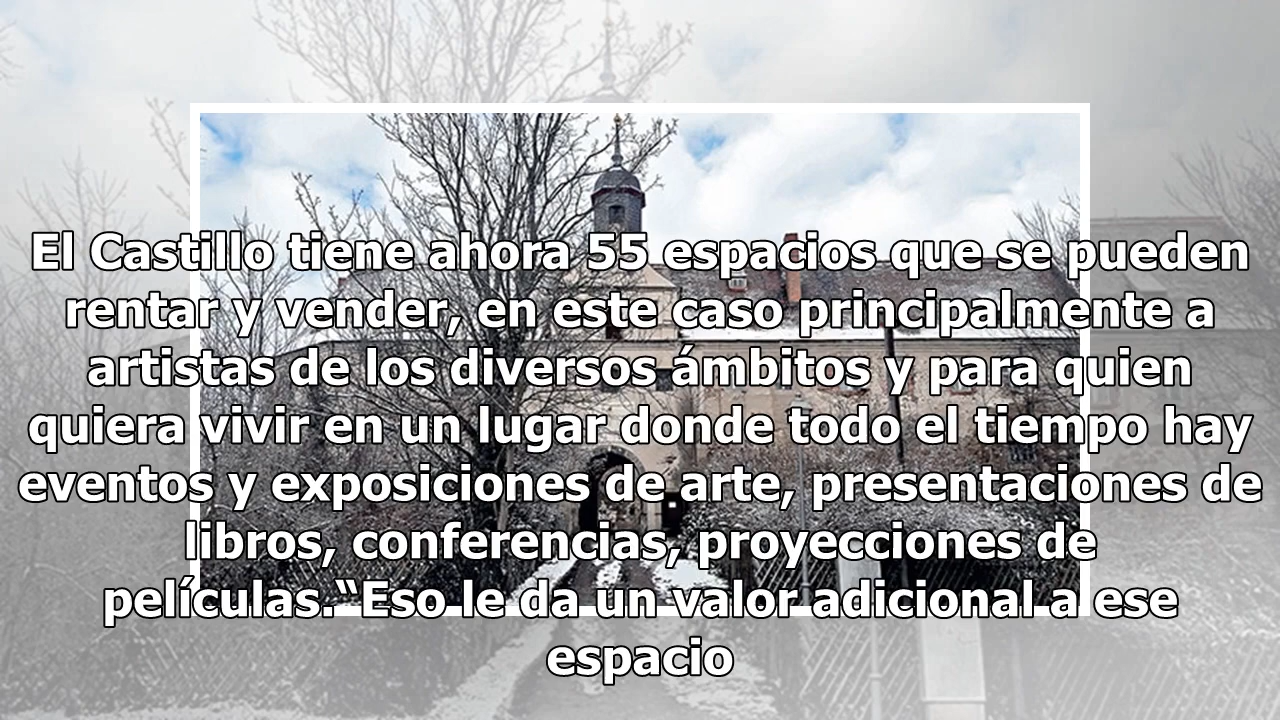 El Castillo tiene ahora 55 espacios que se pueden
rentar y vender, en este caso principalmente a
artistas de los diversos ámbitos y para quien
quiera vivir en un lugar donde todo el tiempo hay
eventos y exposiciones de arte, presentaciones de
libros, conferencias, proyecciones de
películas.“Eso le da un valor adicional a ese
espacio